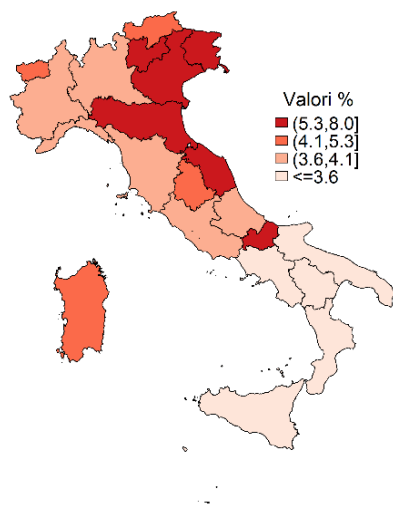 Valori %
(5.3,8.0]
(4.1,5.3]
(3.6,4.1]
<=3.6